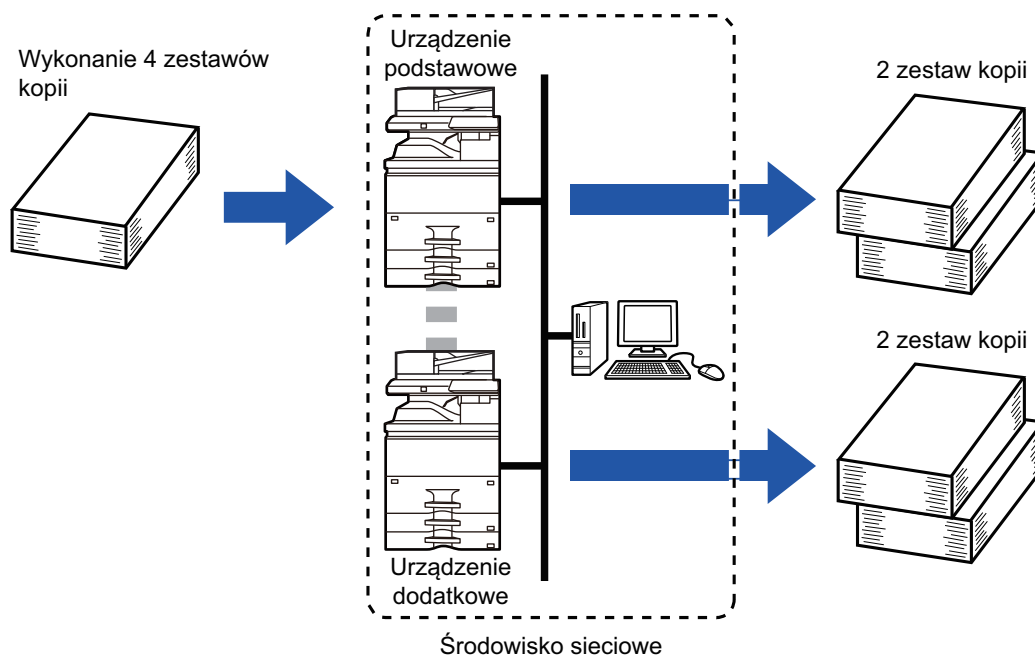 Wykonanie 4 zestawów
kopii
Urządzenie
podstawowe
2 zestaw kopii
2 zestaw kopii
Urządzenie
dodatkowe
Środowisko sieciowe